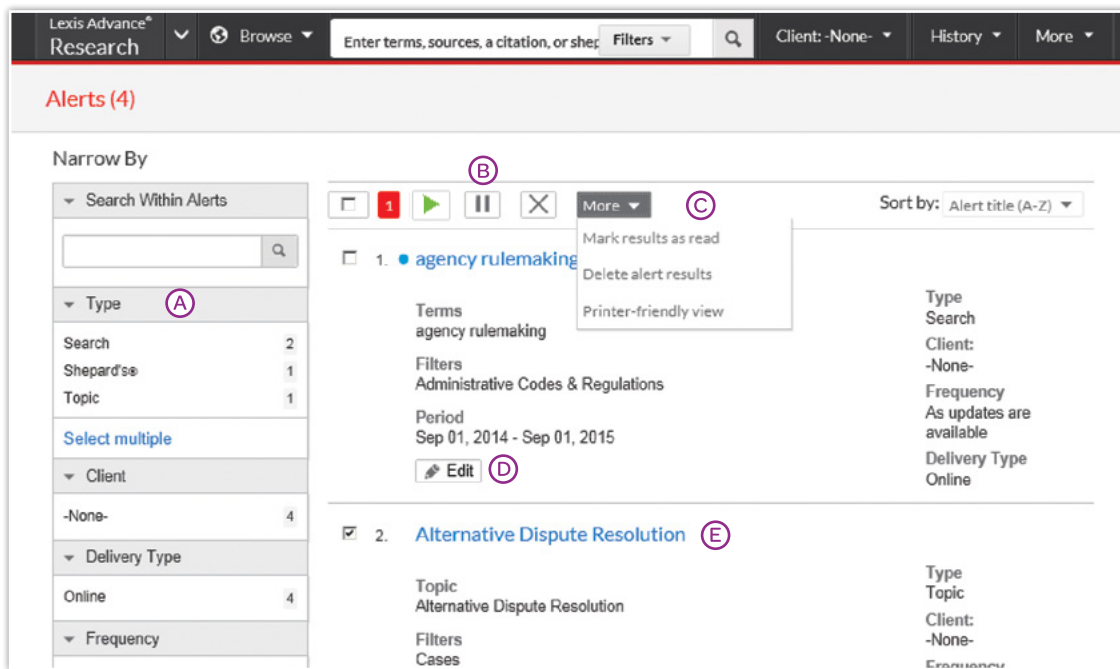 Lexis Advance®
Research
Browse
Enter terms, sources, a citation, or shep
Filters
Client: -None-
History
More
Alerts (4)
Narrow By
Search Within Alerts
Type
A
Search 2
Shepard's® 1
Topic 1
Select multiple
Client
-None- 4
Delivery Type
Online 4
Frequency
B
1
More
C
Mark results as read
Delete alert results
Printer-friendly view
Sort by: Alert title (A-Z)
1. agency rulemaking
Terms
agency rulemaking
Filters
Administrative Codes & Regulations
Period
Sep 01, 2014 - Sep 01, 2015
Edit
D
Type
Search
Client:
-None-
Frequency
As updates are
available
Delivery Type
Online
2. Alternative Dispute Resolution
E
Topic
Alternative Dispute Resolution
Filters
Cases
Type
Topic
Client:
-None-
Frequency